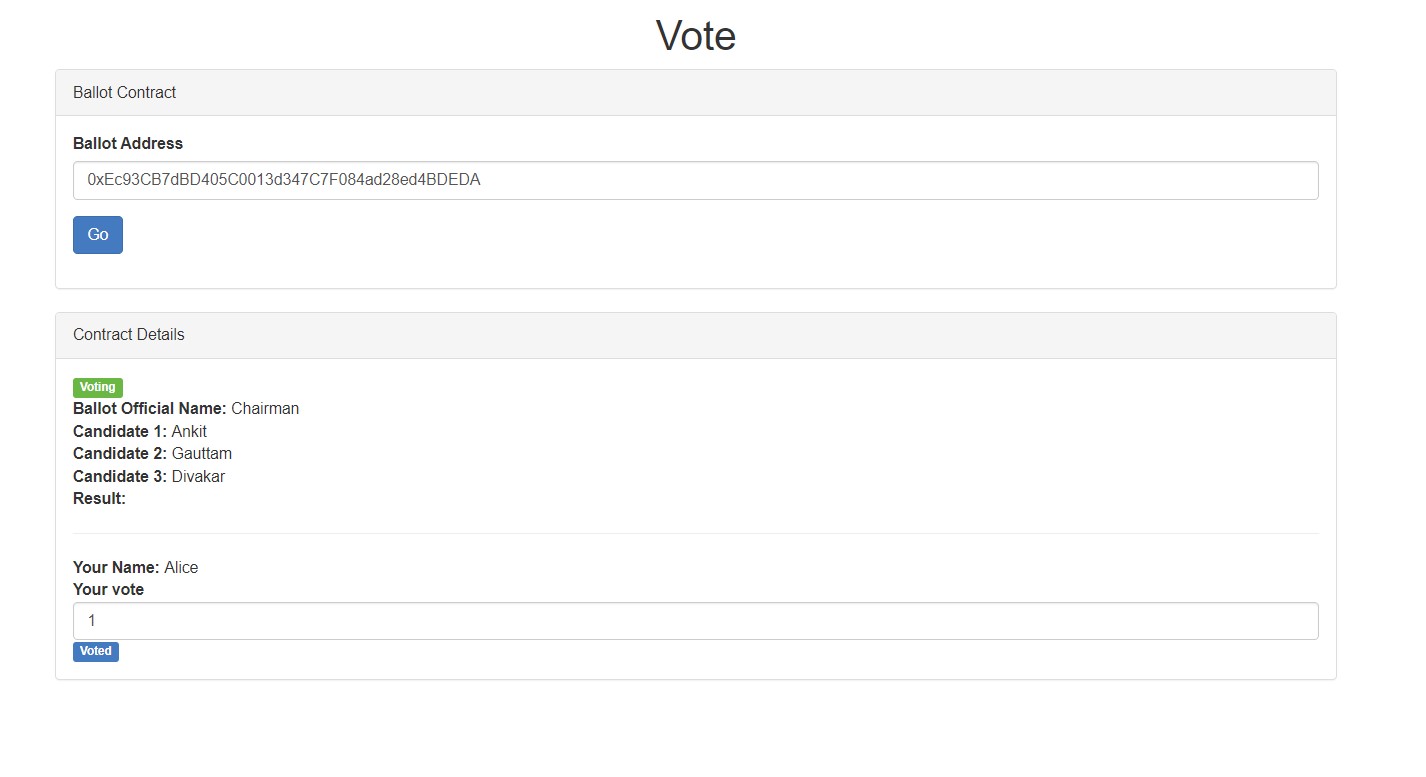 Vote
Ballot Contract
Ballot Address
0xEc93CB7dBD405C0013d347C7F084ad28ed4BDEDA
Go
Contract Details
Voting
Ballot Official Name: Chairman
Candidate 1: Ankit
Candidate 2: Gauttam
Candidate 3: Divakar
Result:
Your Name: Alice
Your vote
1
Voted